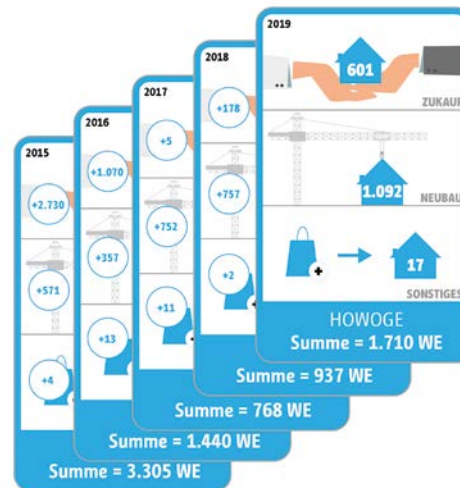 2019
601
ZUKAUF
1.092
NEUBAU
17
SONSTIGES
HOWOGE
Summe = 1.710 WE
2018
+178
+757
+2
Summe = 937 WE
2017
+5
+752
+11
Summe = 768 WE
2016
+1.070
+357
+13
Summe = 1.440 WE
2015
+2.730
+571
+4
Summe = 3.305 WE